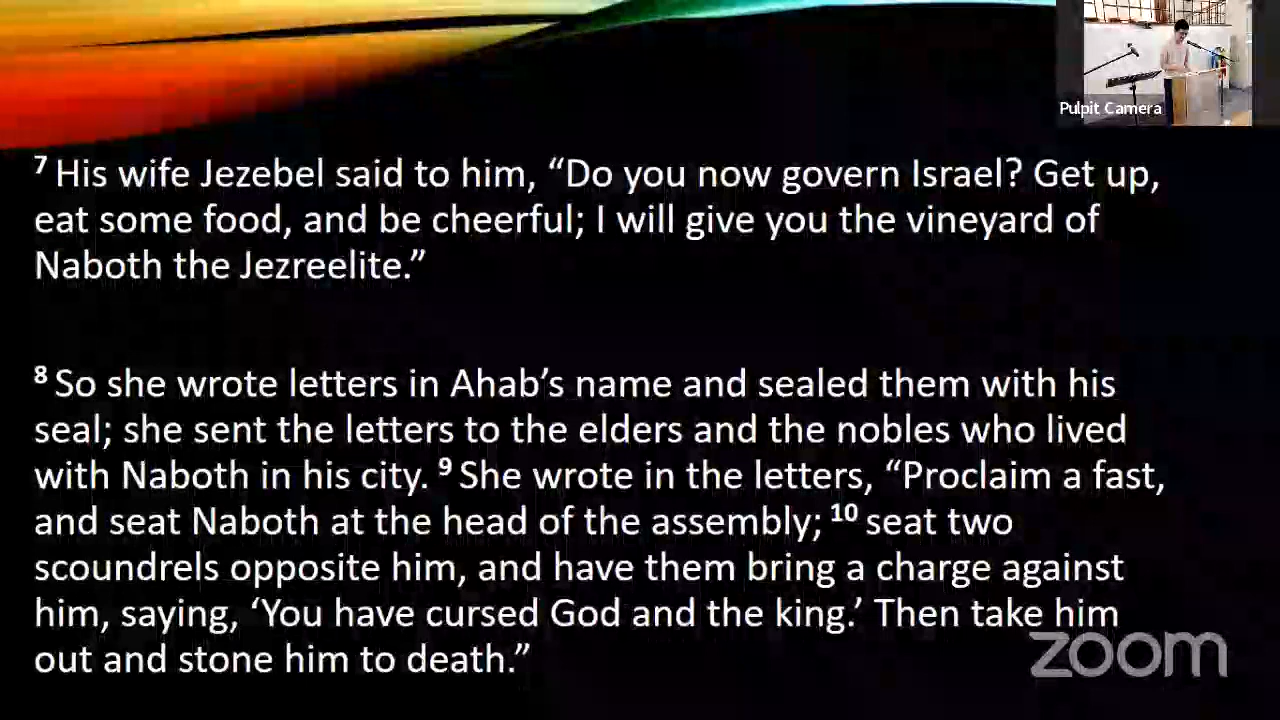 Pulpit Camera
⁷ His wife Jezebel said to him, “Do you now govern Israel? Get up,
eat some food, and be cheerful; I will give you the vineyard of
Naboth the Jezreelite.”
⁸ So she wrote letters in Ahab’s name and sealed them with his
seal; she sent the letters to the elders and the nobles who lived
with Naboth in his city. ⁹ She wrote in the letters, “Proclaim a fast,
and seat Naboth at the head of the assembly; ¹⁰ seat two
scoundrels opposite him, and have them bring a charge against
him, saying, ‘You have cursed God and the king.’ Then take him
out and stone him to death.”
zoom